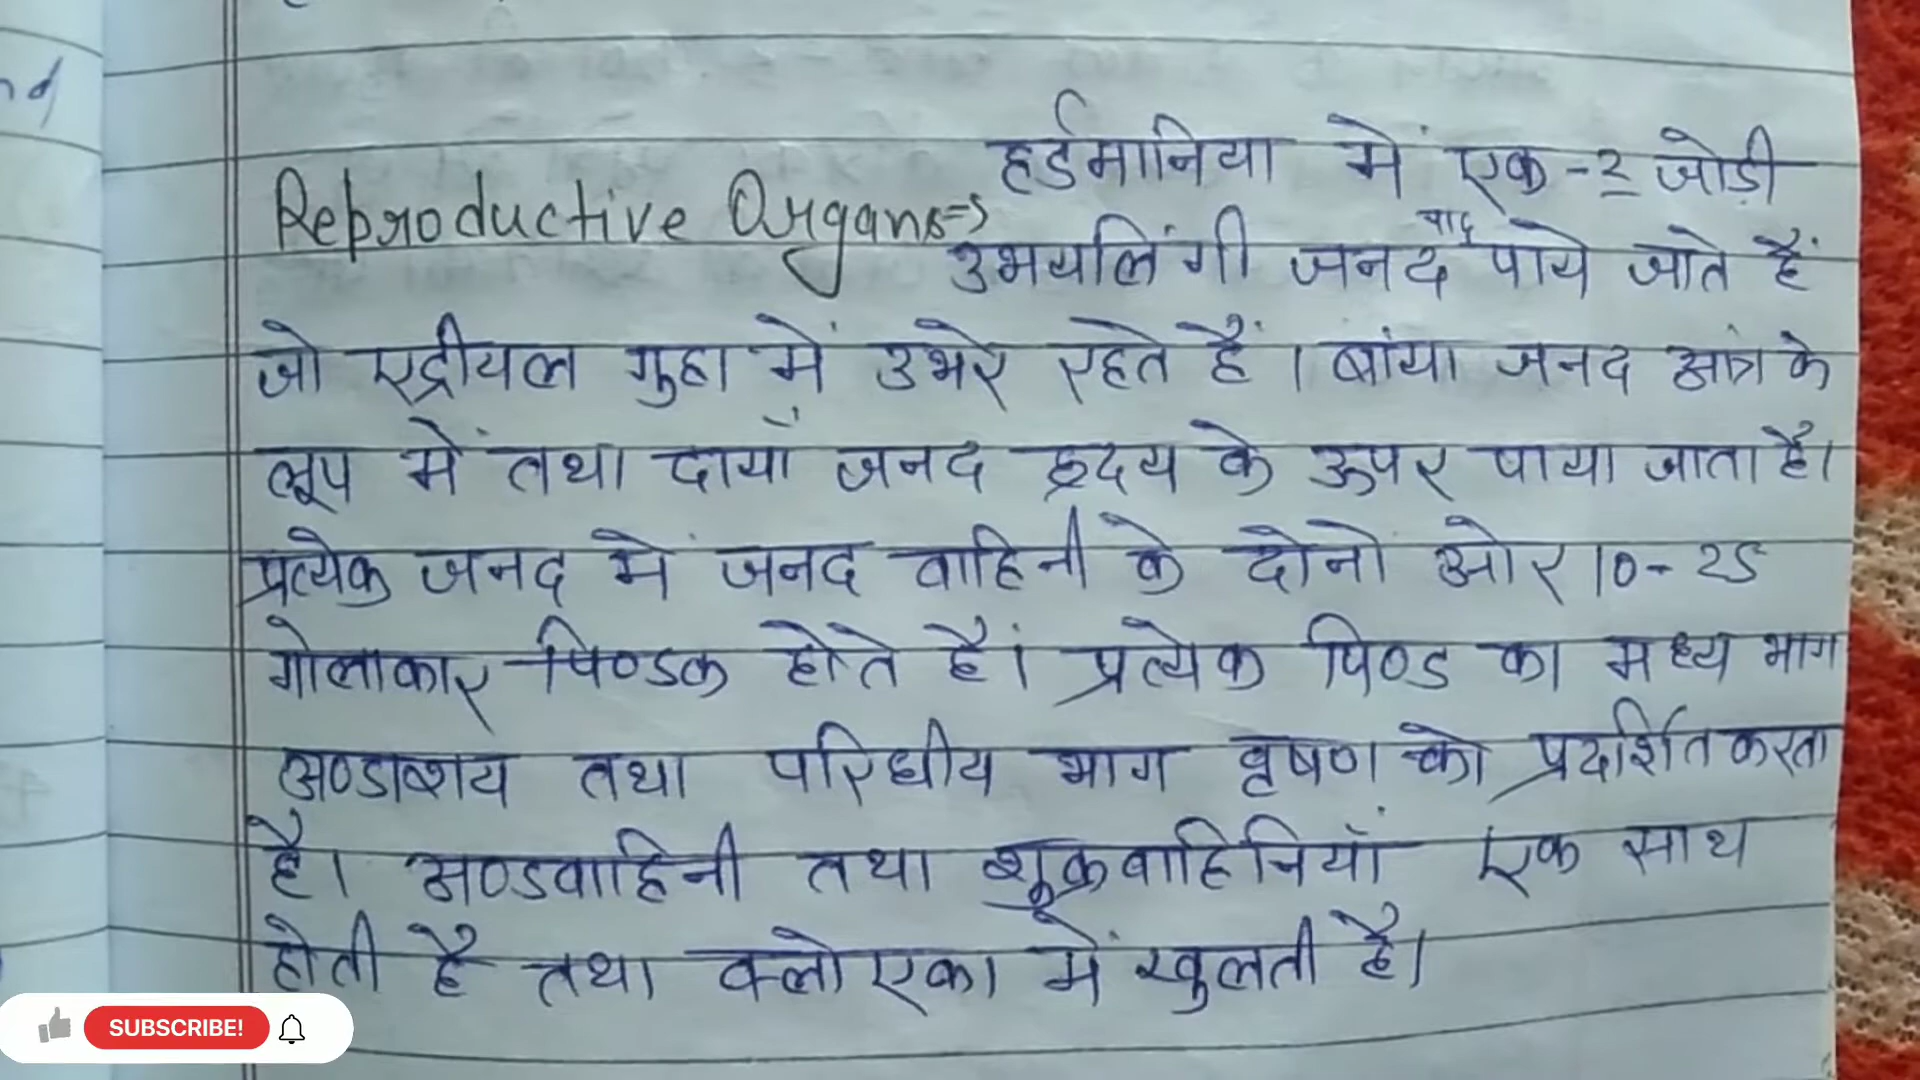 हर्डमानिया में एक-२ जोड़ी
Reproductive Organs=>
उभयलिंगी जनद पाये जाते हैं
जो एट्रीयल गुहा में उभरे रहते हैं । बांया जनद आंत्र के
लूप में तथा दायाँ जनद हृदय के ऊपर पाया जाता है।
प्रत्येक जनद में जनद वाहिनी के दोनो ओर 10-25
गोलाकार पिण्डक होते हैं। प्रत्येक पिण्ड का मध्य भाग
अण्डाशय तथा परिधीय भाग वृषण को प्रदर्शित करता
है। अण्डवाहिनी तथा शुक्रवाहिनियाँ एक साथ
होती है तथा क्लोएका में खुलती है।
SUBSCRIBE!